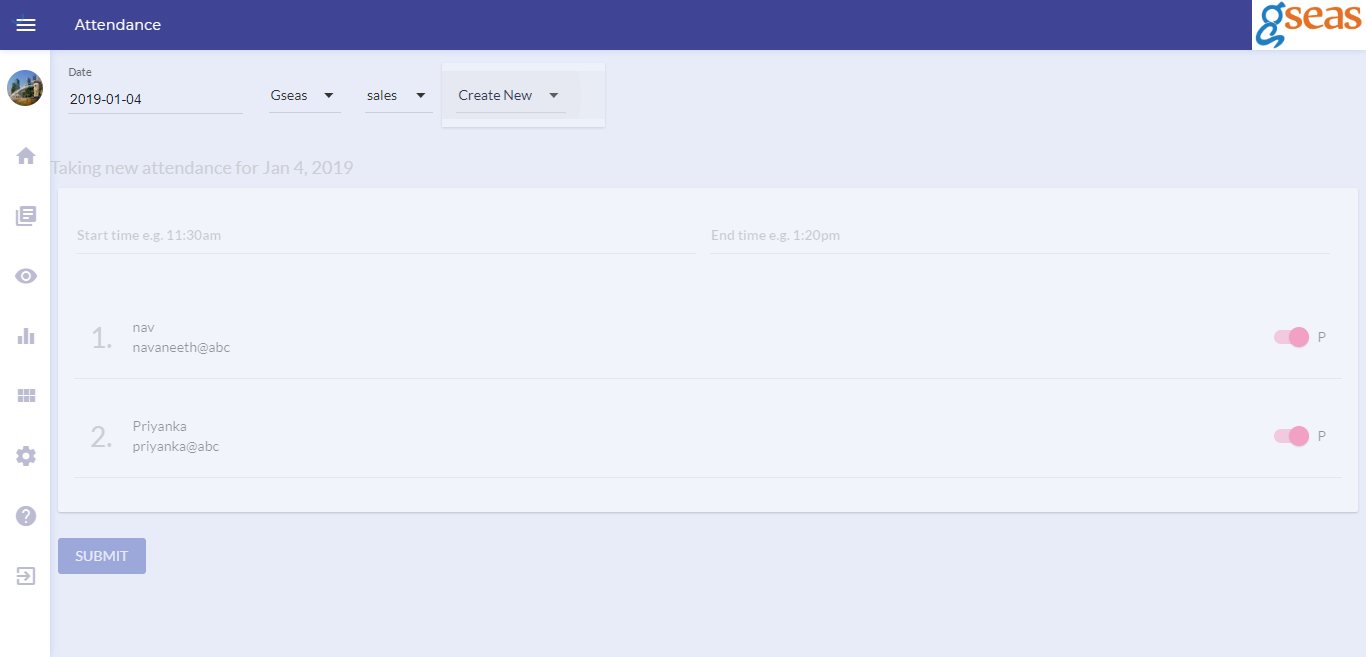 Attendance
gseas
Date
2019-01-04
Gseas
sales
Create New
Taking new attendance for Jan 4, 2019
Start time e.g. 11:30am
End time e.g. 1:20pm
1.
nav
navaneeth@abc
P
2.
Priyanka
priyanka@abc
P
SUBMIT